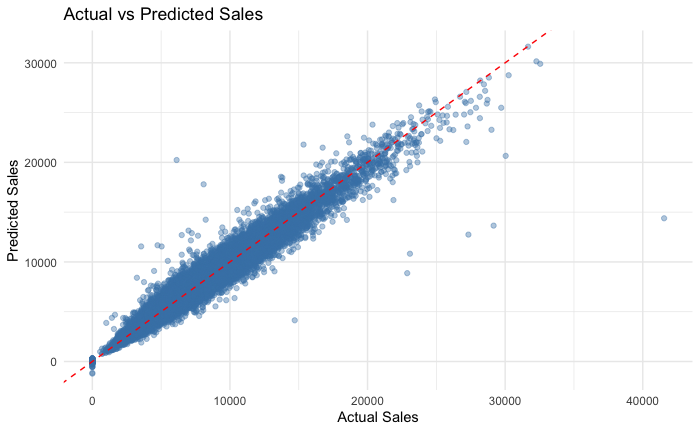 Actual vs Predicted Sales
Predicted Sales
30000
20000
10000
0
0 10000 20000 30000 40000
Actual Sales